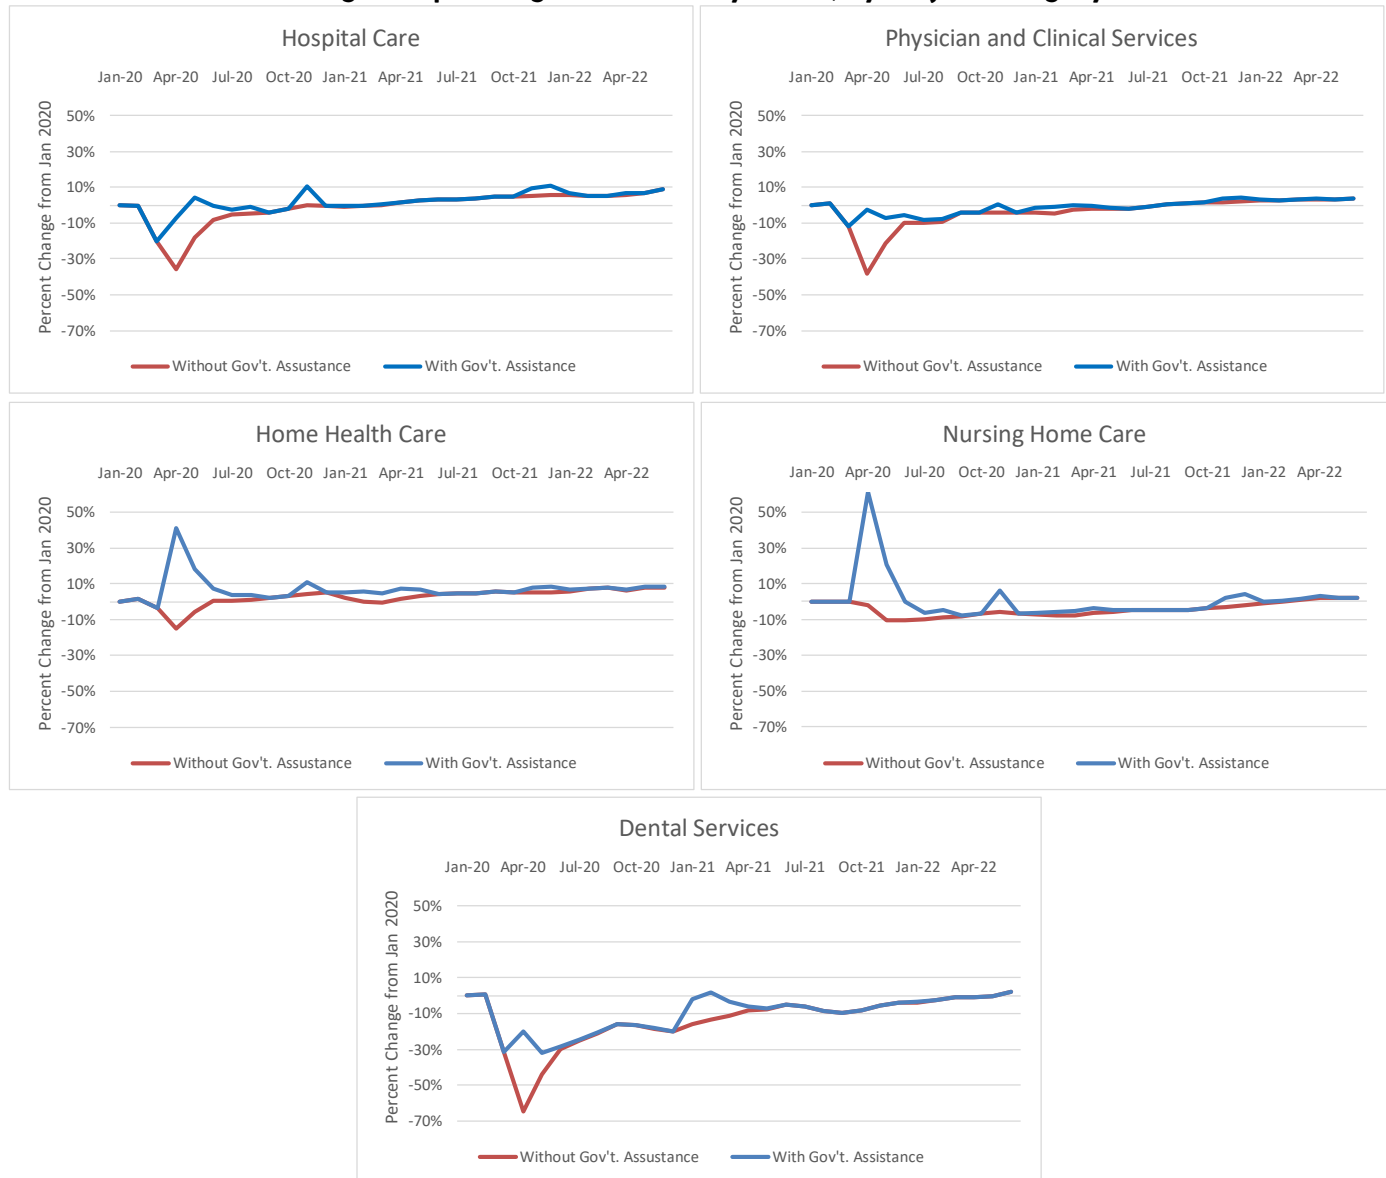 Hospital Care
Jan-20 Apr-20 Jul-20 Oct-20 Jan-21 Apr-21 Jul-21 Oct-21 Jan-22 Apr-22
Percent Change from Jan 2020
50%
30%
10%
-10%
-30%
-50%
-70%
Without Gov't. Assustance With Gov't. Assistance
Physician and Clinical Services
Jan-20 Apr-20 Jul-20 Oct-20 Jan-21 Apr-21 Jul-21 Oct-21 Jan-22 Apr-22
Percent Change from Jan 2020
50%
30%
10%
-10%
-30%
-50%
-70%
Without Gov't. Assustance With Gov't. Assistance
Home Health Care
Jan-20 Apr-20 Jul-20 Oct-20 Jan-21 Apr-21 Jul-21 Oct-21 Jan-22 Apr-22
Percent Change from Jan 2020
50%
30%
10%
-10%
-30%
-50%
-70%
Without Gov't. Assustance With Gov't. Assistance
Nursing Home Care
Jan-20 Apr-20 Jul-20 Oct-20 Jan-21 Apr-21 Jul-21 Oct-21 Jan-22 Apr-22
Percent Change from Jan 2020
50%
30%
10%
-10%
-30%
-50%
-70%
Without Gov't. Assustance With Gov't. Assistance
Dental Services
Jan-20 Apr-20 Jul-20 Oct-20 Jan-21 Apr-21 Jul-21 Oct-21 Jan-22 Apr-22
Percent Change from Jan 2020
50%
30%
10%
-10%
-30%
-50%
-70%
Without Gov't. Assustance With Gov't. Assistance